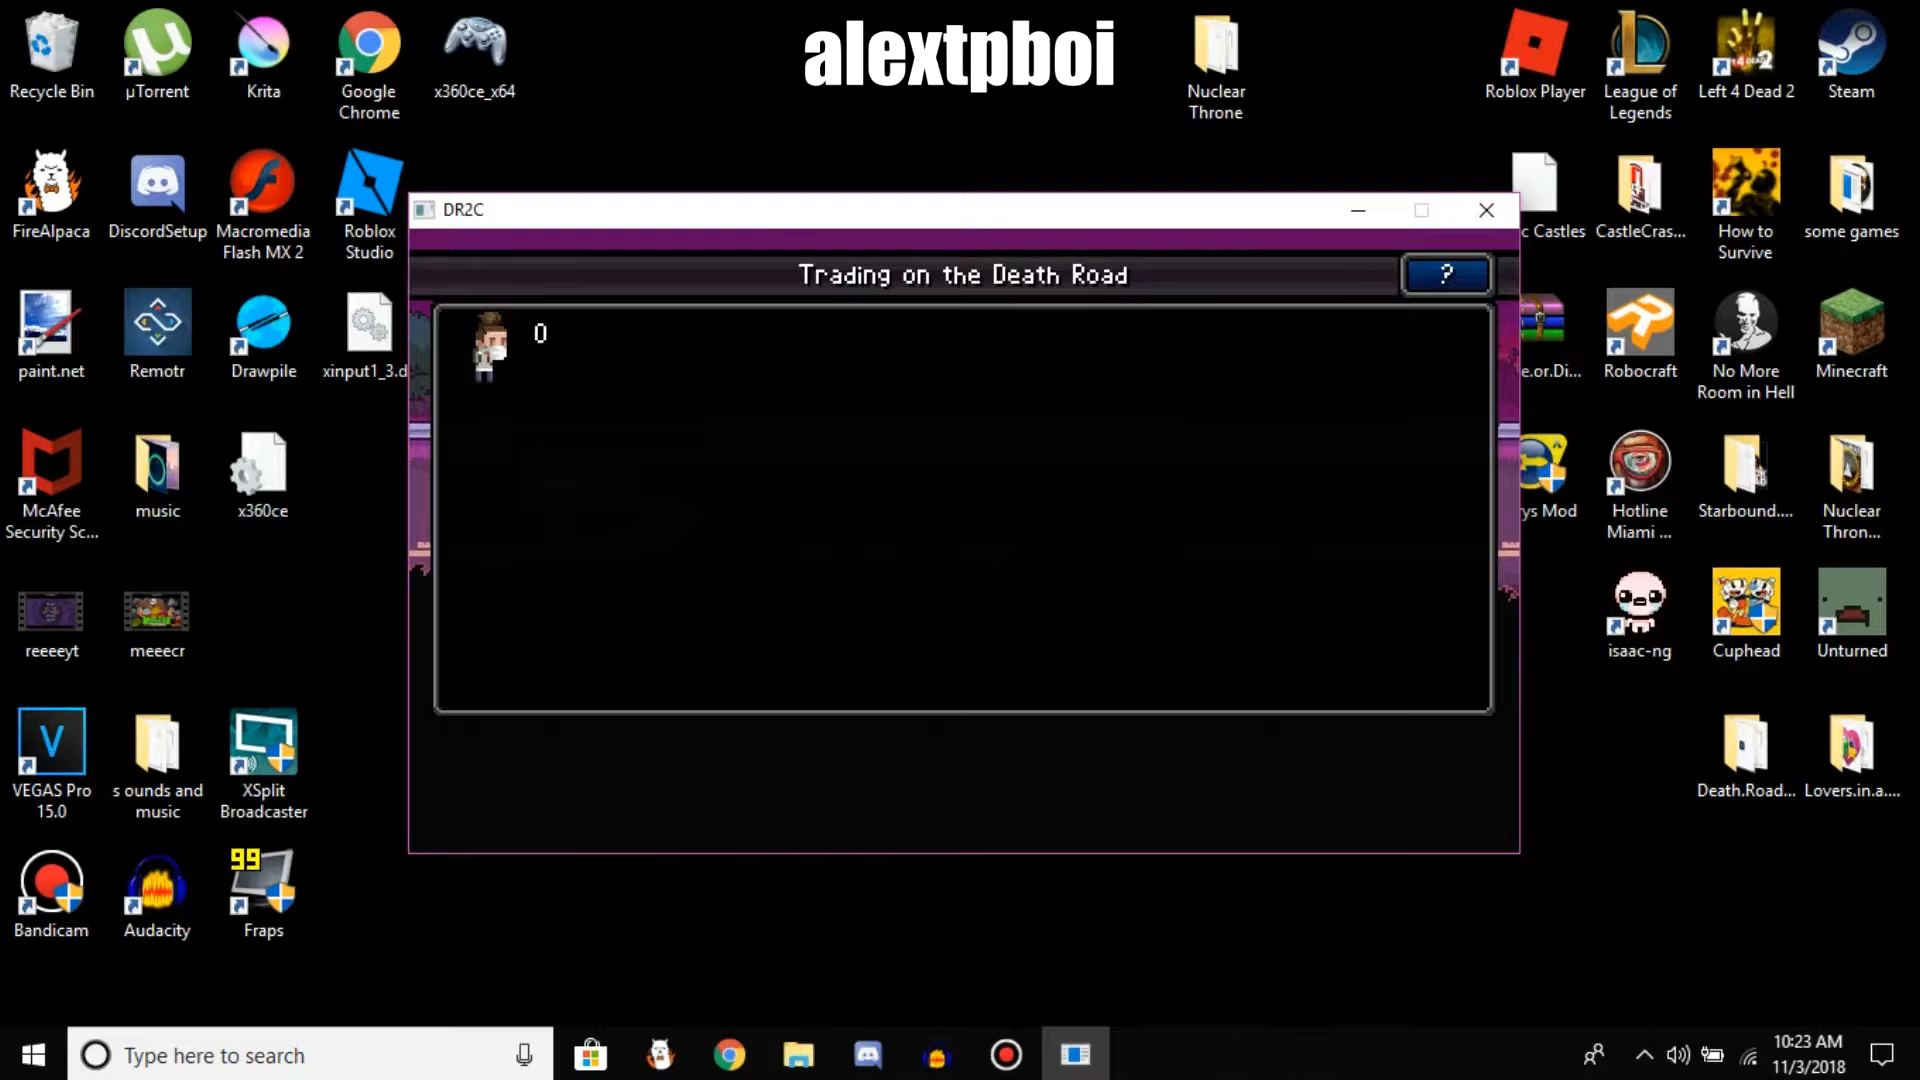 alextpboi
Recycle Bin
µTorrent
Krita
Google
Chrome
x360ce_x64
Nuclear
Throne
Roblox Player
League of
Legends
Left 4 Dead 2
Steam
FireAlpaca
DiscordSetup
Macromedia
Flash MX 2
Roblox
Studio
DR2C
c Castles
CastleCras...
How to
Survive
some games
Trading on the Death Road
?
0
paint.net
Remotr
Drawpile
xinput1_3.d
e.or.Di...
Robocraft
No More
Room in Hell
Minecraft
McAfee
Security Sc...
music
x360ce
ys Mod
Hotline
Miami ...
Starbound....
Nuclear
Thron...
reeeeyt
meeecr
isaac-ng
Cuphead
Unturned
VEGAS Pro
15.0
s ounds and
music
XSplit
Broadcaster
Death.Road...
Lovers.in.a....
99
Bandicam
Audacity
Fraps
Type here to search
10:23 AM
11/3/2018